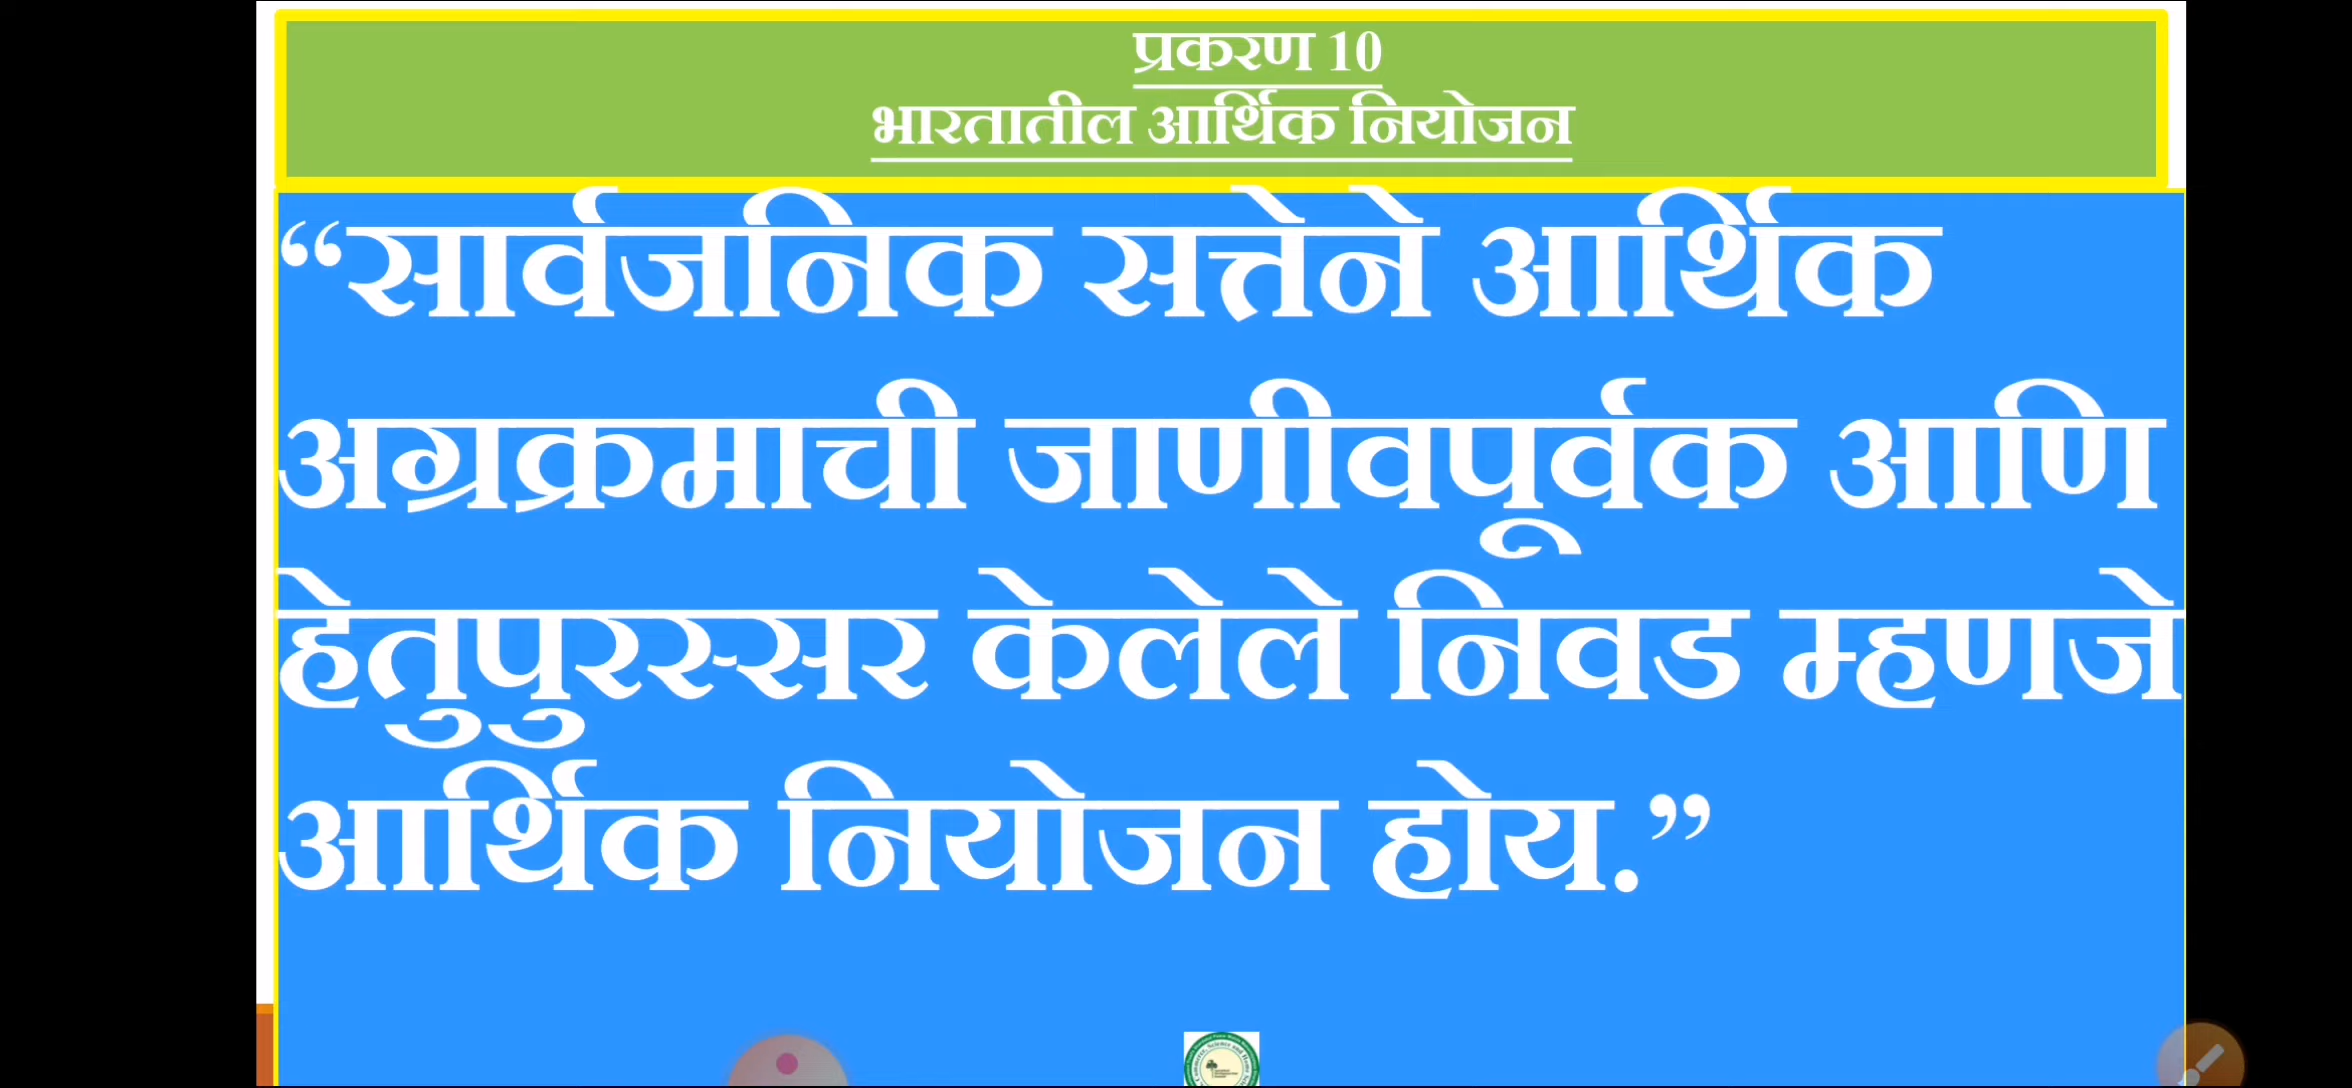 प्रकरण 10
भारतातील आर्थिक नियोजन
“सार्वजनिक सत्तेने आर्थिक
अग्रक्रमाची जाणीवपूर्वक आणि
हेतुपुरस्सर केलेले निवड म्हणजे
आर्थिक नियोजन होय.”